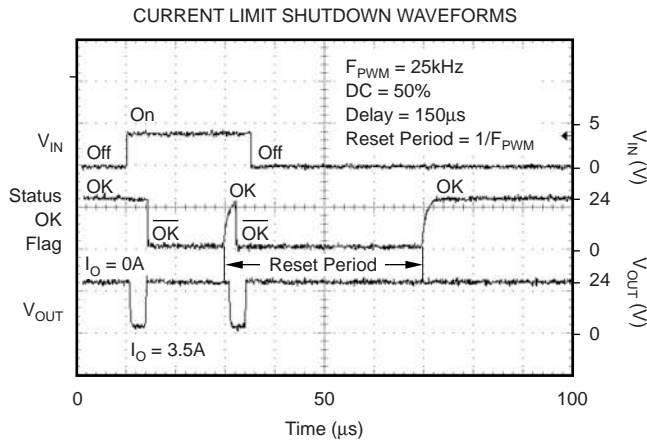 CURRENT LIMIT SHUTDOWN WAVEFORMS
F_PWM = 25kHz
DC = 50%
Delay = 150µs
Reset Period = 1/F_PWM
On
V_IN
Off
Off
5
0
V_IN (V)
Status
OK
Flag
OK
O̅K̅
OK
O̅K̅
OK
24
0
Reset Period
I_O = 0A
V_OUT
I_O = 3.5A
24
0
V_OUT (V)
0
50
100
Time (µs)